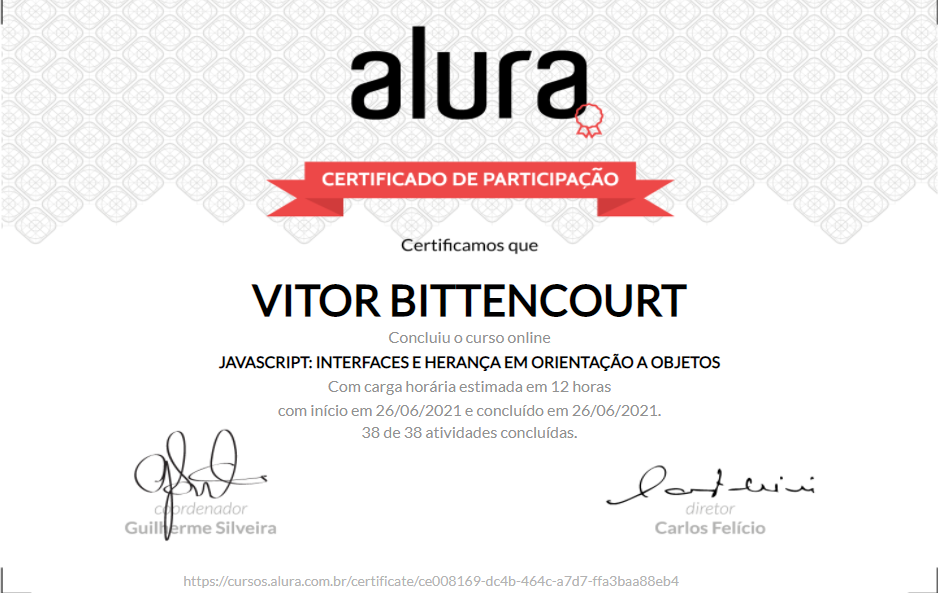 alura
CERTIFICADO DE PARTICIPAÇÃO
Certificamos que
VITOR BITTENCOURT
Concluiu o curso online
JAVASCRIPT: INTERFACES E HERANÇA EM ORIENTAÇÃO A OBJETOS
Com carga horária estimada em 12 horas
com início em 26/06/2021 e concluído em 26/06/2021.
38 de 38 atividades concluídas.
coordenador
Guilherme Silveira
diretor
Carlos Felício
https://cursos.alura.com.br/certificate/ce008169-dc4b-464c-a7d7-ffa3baa88eb4